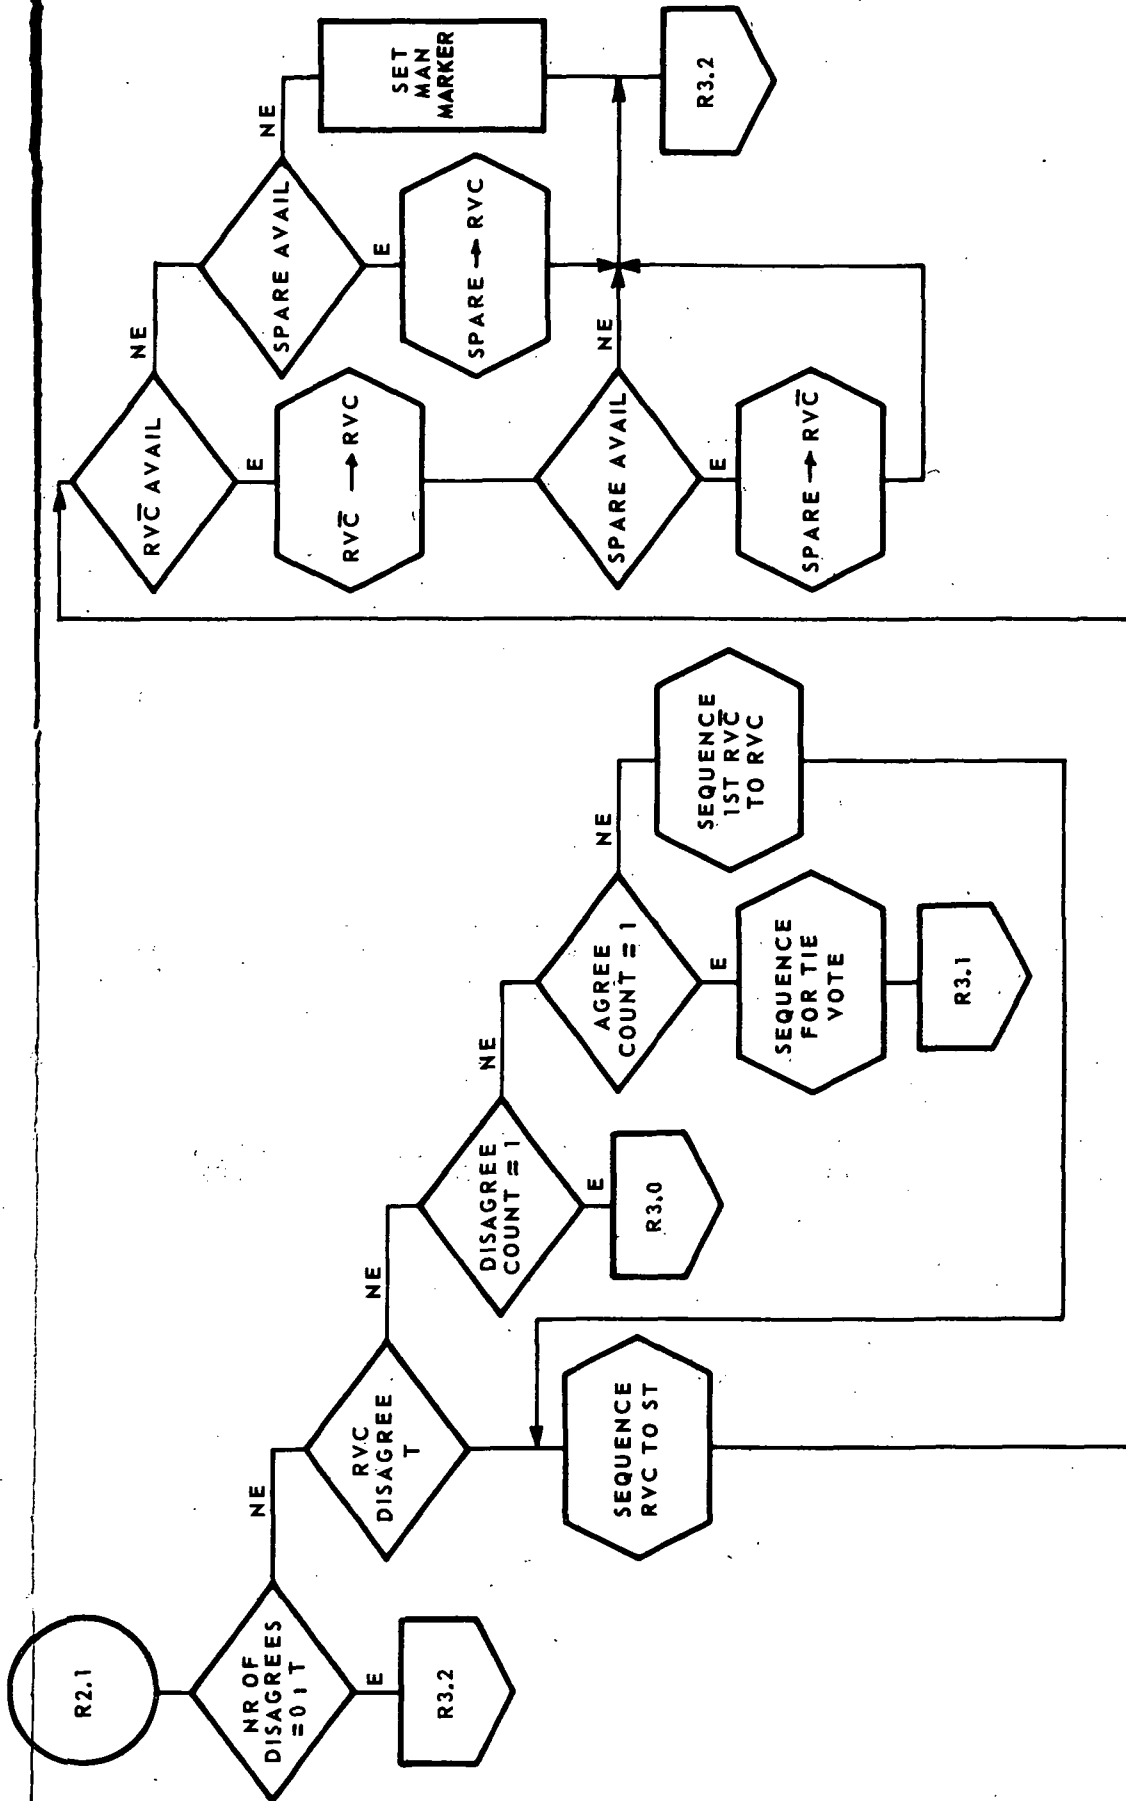 R2.1
NR OF
DISAGREES
=0 I T
NE
E
R3.2
RVC
DISAGREE
T
NE
SEQUENCE
RVC TO ST
DISAGREE
COUNT = 1
NE
E
R3.0
AGREE
COUNT = 1
NE
E
SEQUENCE
FOR TIE
VOTE
R3.1
SEQUENCE
1ST RVC̅
TO RVC
RVC̅ AVAIL
NE
E
RVC̅ → RVC
SPARE AVAIL
NE
E
SPARE → RVC̅
SPARE AVAIL
NE
E
SPARE → RVC
SET
MAN
MARKER
R3.2